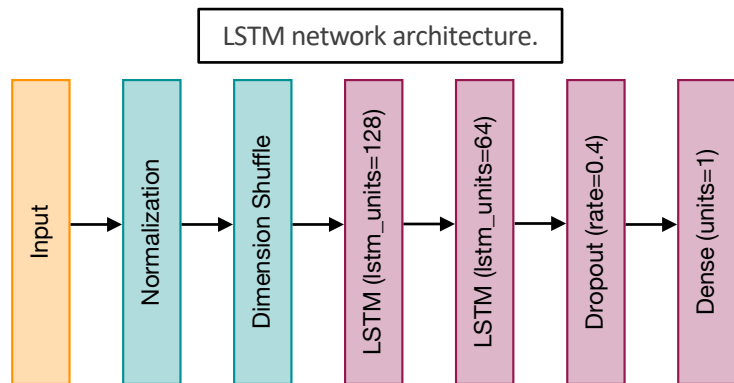 LSTM network architecture.
Input
Normalization
Dimension Shuffle
LSTM (lstm_units=128)
LSTM (lstm_units=64)
Dropout (rate=0.4)
Dense (units=1)